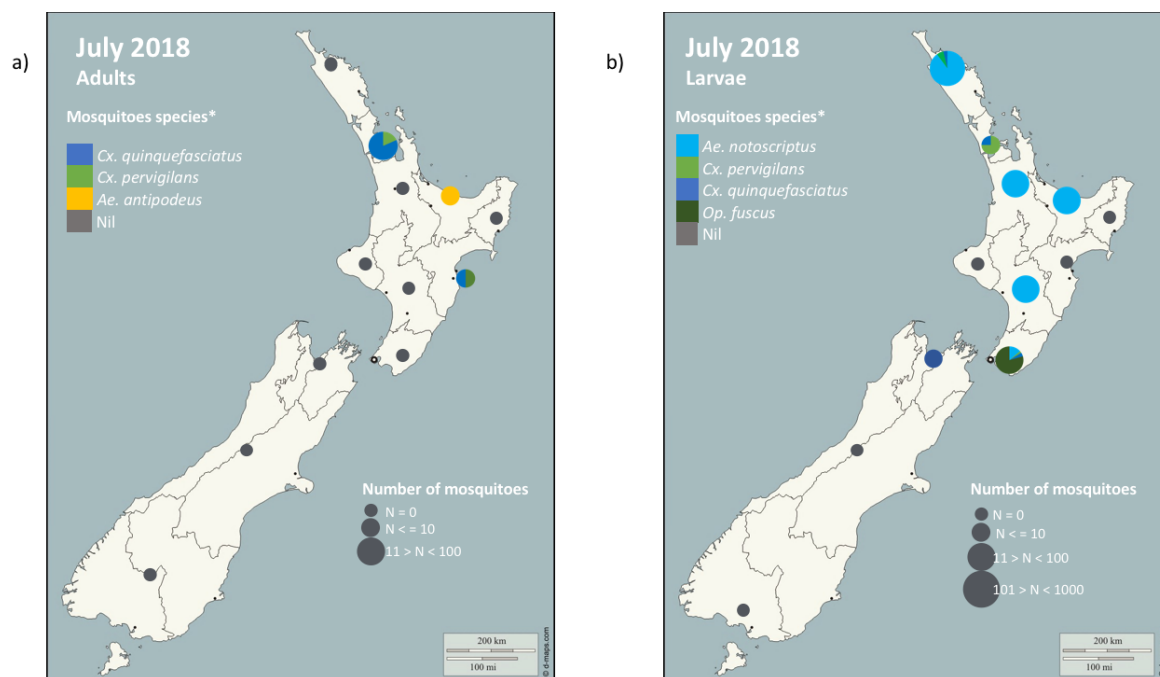 a)
July 2018
Adults
Mosquitoes species*
Cx. quinquefasciatus
Cx. pervigilans
Ae. antipodeus
Nil
Number of mosquitoes
N = 0
N < = 10
11 > N < 100
200 km
100 mi
© d-maps.com
b)
July 2018
Larvae
Mosquitoes species*
Ae. notoscriptus
Cx. pervigilans
Cx. quinquefasciatus
Op. fuscus
Nil
Number of mosquitoes
N = 0
N < = 10
11 > N < 100
101 > N < 1000
200 km
100 mi